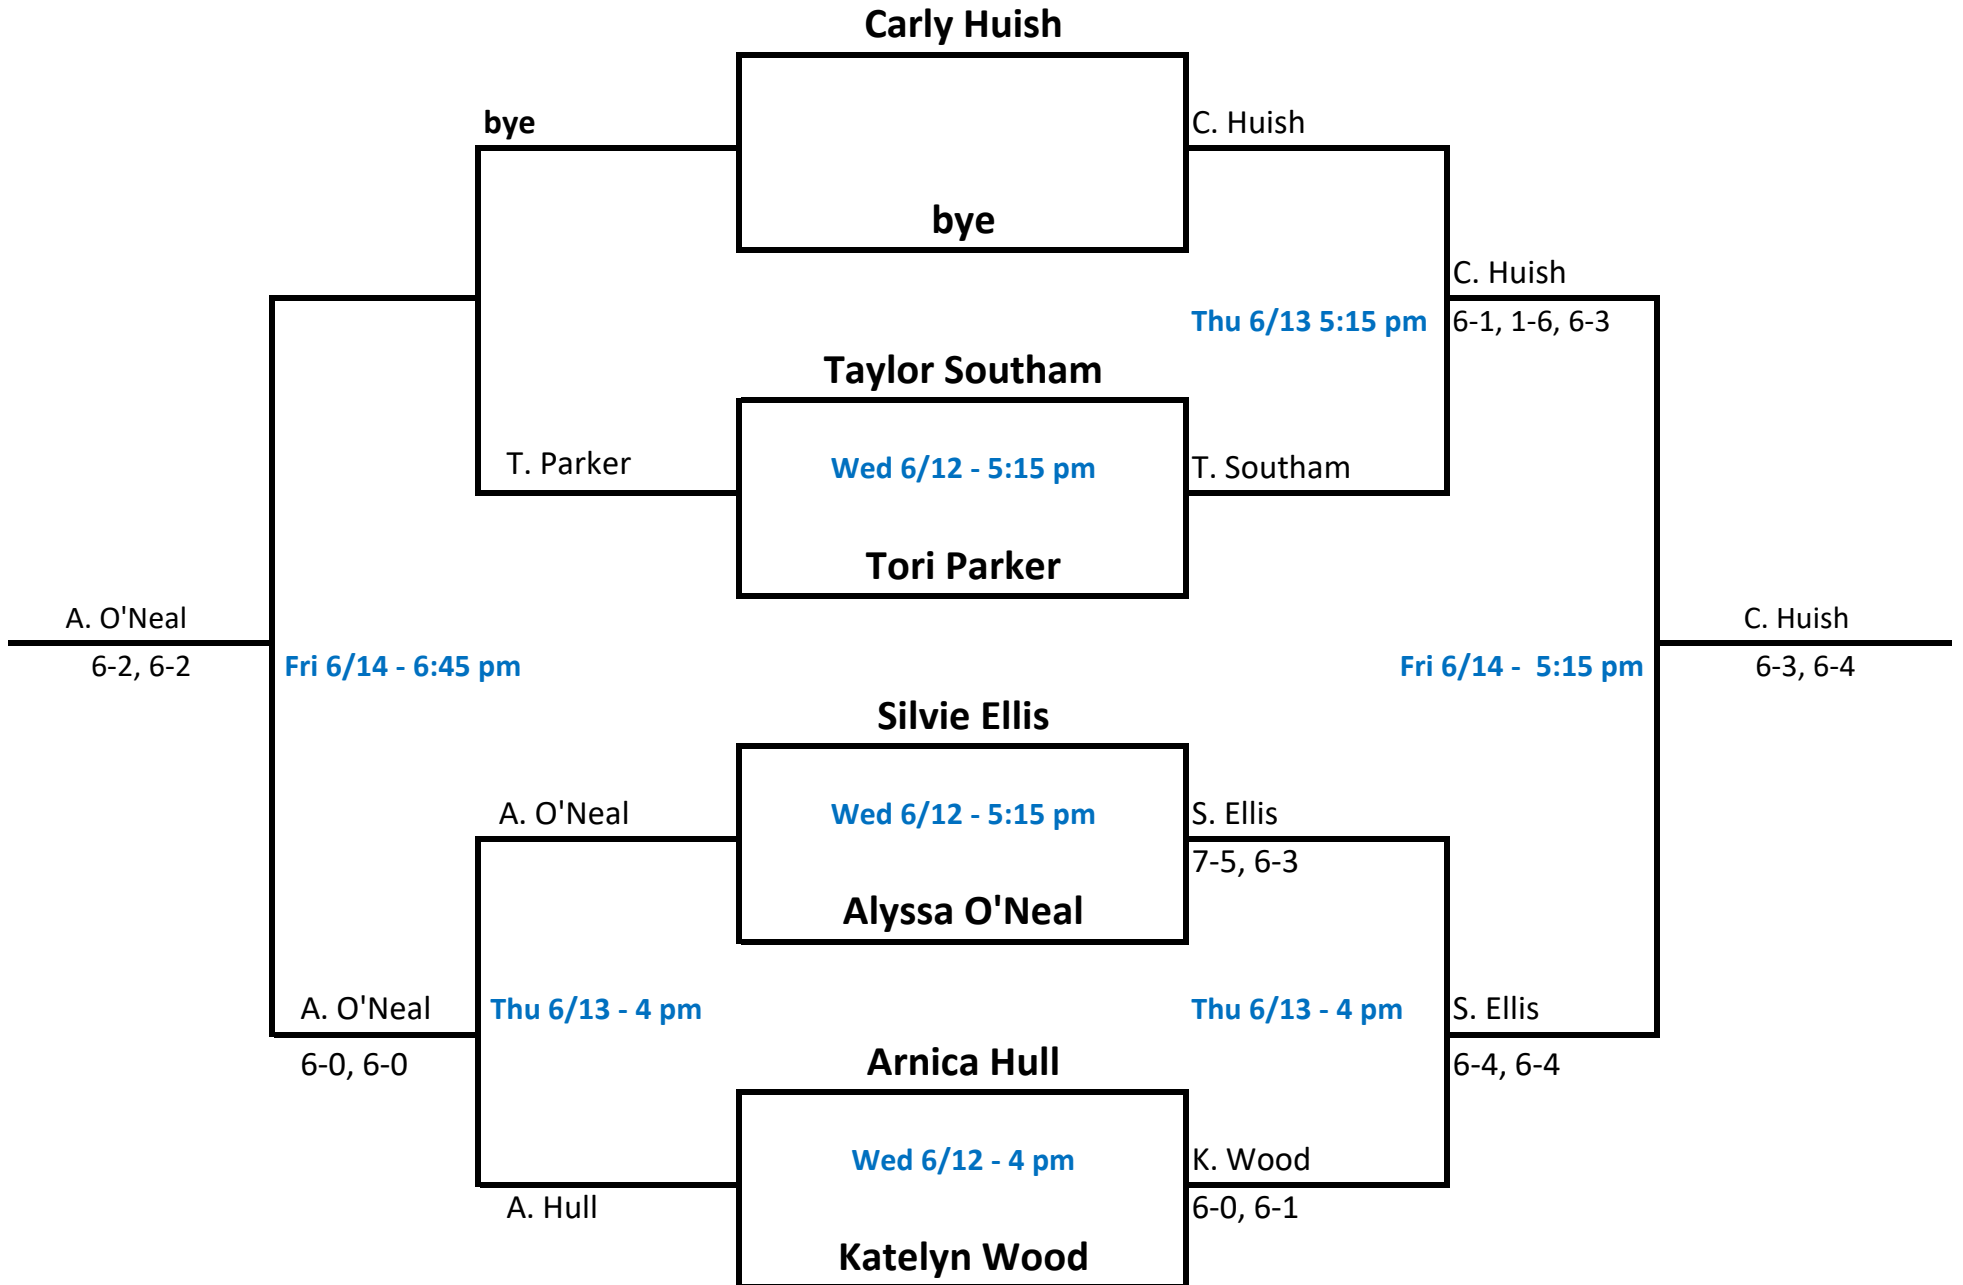 Carly Huish
bye
C. Huish
bye
C. Huish
Thu 6/13 5:15 pm
6-1, 1-6, 6-3
Taylor Southam
T. Parker
Wed 6/12 - 5:15 pm
T. Southam
Tori Parker
A. O'Neal
C. Huish
6-2, 6-2
Fri 6/14 - 6:45 pm
Fri 6/14 -  5:15 pm
6-3, 6-4
Silvie Ellis
A. O'Neal
Wed 6/12 - 5:15 pm
S. Ellis
7-5, 6-3
Alyssa O'Neal
A. O'Neal
Thu 6/13 - 4 pm
Thu 6/13 - 4 pm
S. Ellis
6-0, 6-0
Arnica Hull
6-4, 6-4
Wed 6/12 - 4 pm
K. Wood
A. Hull
6-0, 6-1
Katelyn Wood